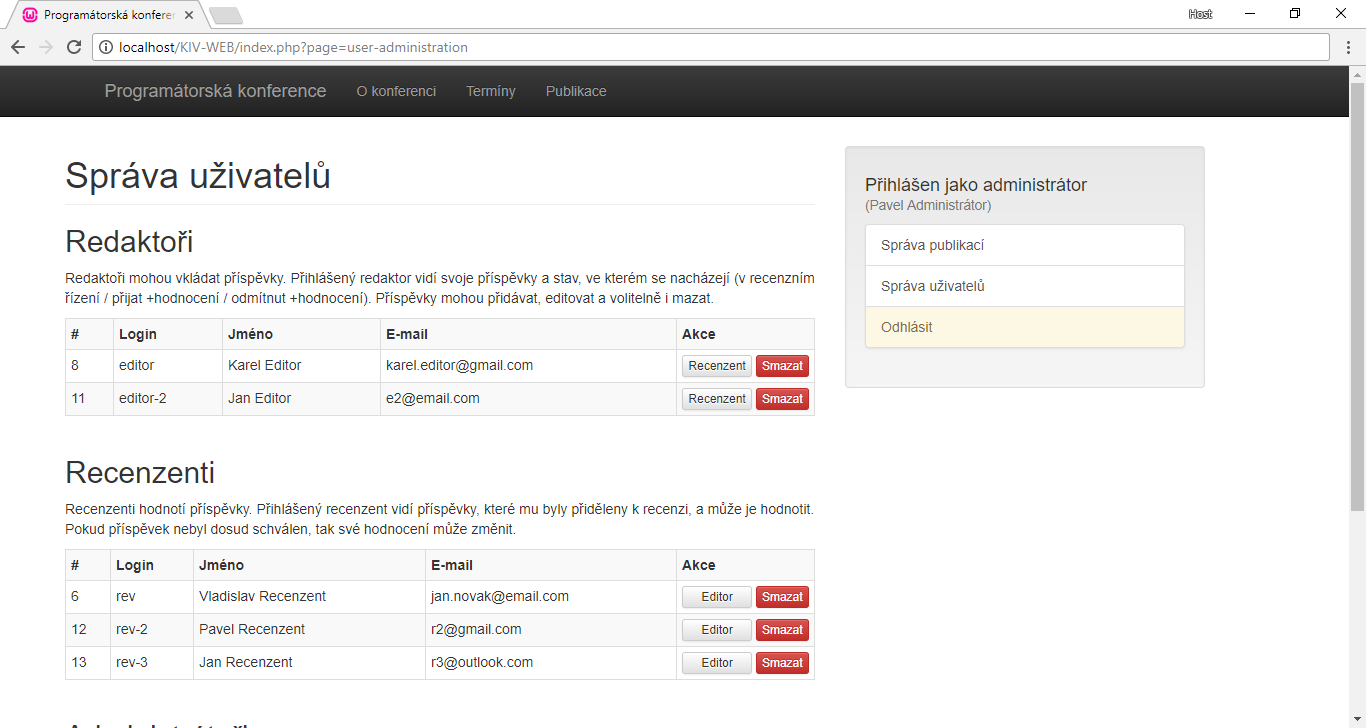 Programátorská konferen
Host
localhost/KIV-WEB/index.php?page=user-administration
Programátorská konference O konferenci Termíny Publikace
Správa uživatelů
Redaktoři
Redaktoři mohou vkládat příspěvky. Přihlášený redaktor vidí svoje příspěvky a stav, ve kterém se nacházejí (v recenzním
řízení / přijat +hodnocení / odmítnut +hodnocení). Příspěvky mohou přidávat, editovat a volitelně i mazat.
# Login Jméno E-mail Akce
8 editor Karel Editor karel.editor@gmail.com Recenzent Smazat
11 editor-2 Jan Editor e2@email.com Recenzent Smazat
Recenzenti
Recenzenti hodnotí příspěvky. Přihlášený recenzent vidí příspěvky, které mu byly přiděleny k recenzi, a může je hodnotit.
Pokud příspěvek nebyl dosud schválen, tak své hodnocení může změnit.
# Login Jméno E-mail Akce
6 rev Vladislav Recenzent jan.novak@email.com Editor Smazat
12 rev-2 Pavel Recenzent r2@gmail.com Editor Smazat
13 rev-3 Jan Recenzent r3@outlook.com Editor Smazat
Přihlášen jako administrátor
(Pavel Administrátor)
Správa publikací
Správa uživatelů
Odhlásit